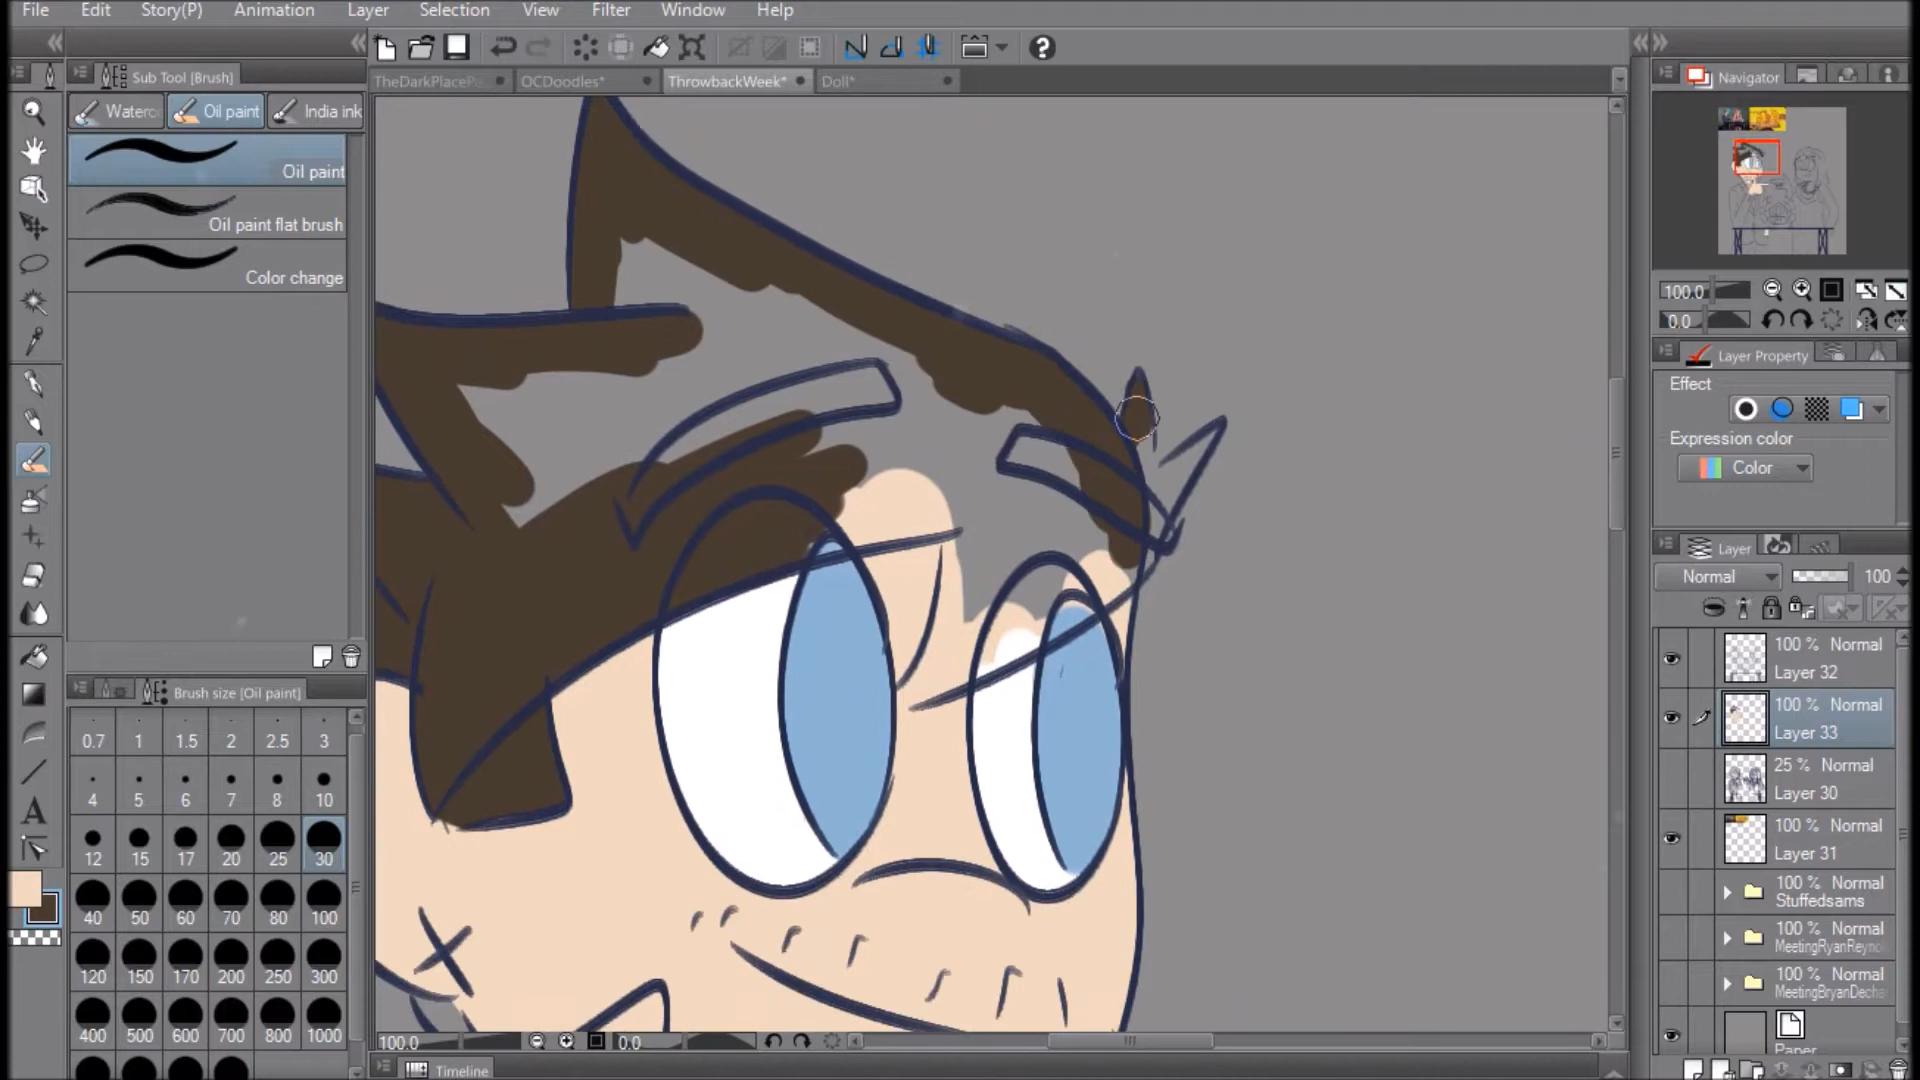 File Edit Story(P) Animation Layer Selection View Filter Window Help
Sub Tool [Brush]
Oil paint India ink
Oil paint
Oil paint flat brush
Color change
OCDoodles* ThrowbackWeek* Doll*
Navigator
100.0
0.0
Layer Property
Effect
Expression color
Color
Layer
Normal 100
100 % Normal
Layer 32
100 % Normal
Layer 33
25 % Normal
Layer 30
100 % Normal
Layer 31
100 % Normal
Stuffedsams
100 % Normal
100 % Normal
Paper
Brush size [Oil paint]
0.7 1 1.5 2 2.5 3
4 5 6 7 8 10
12 15 17 20 25 30
40 50 60 70 80 100
120 150 170 200 250 300
400 500 600 700 800 1000
100.0 0.0
Timeline